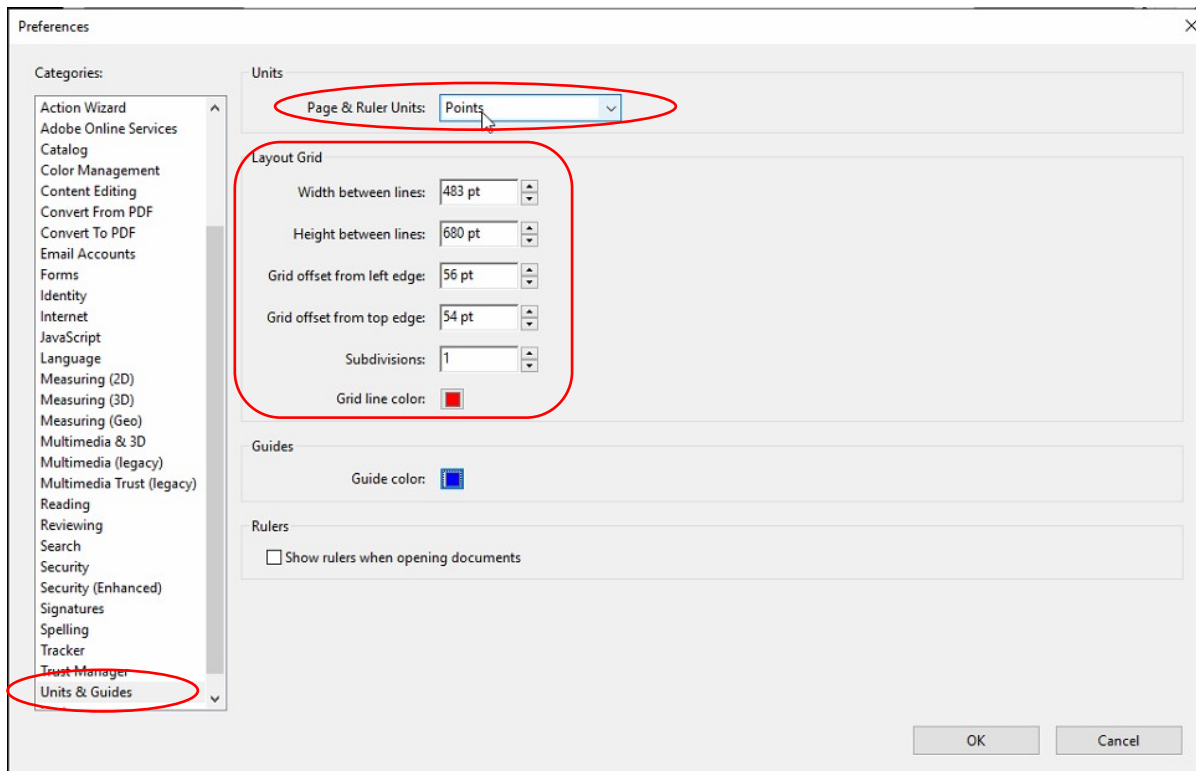 Preferences
Categories:
Action Wizard
Adobe Online Services
Catalog
Color Management
Content Editing
Convert From PDF
Convert To PDF
Email Accounts
Forms
Identity
Internet
JavaScript
Language
Measuring (2D)
Measuring (3D)
Measuring (Geo)
Multimedia & 3D
Multimedia (legacy)
Multimedia Trust (legacy)
Reading
Reviewing
Search
Security
Security (Enhanced)
Signatures
Spelling
Tracker
Trust Manager
Units & Guides
Units
Page & Ruler Units: Points
Layout Grid
Width between lines: 483 pt
Height between lines: 680 pt
Grid offset from left edge: 56 pt
Grid offset from top edge: 54 pt
Subdivisions: 1
Grid line color:
Guides
Guide color:
Rulers
Show rulers when opening documents
OK Cancel